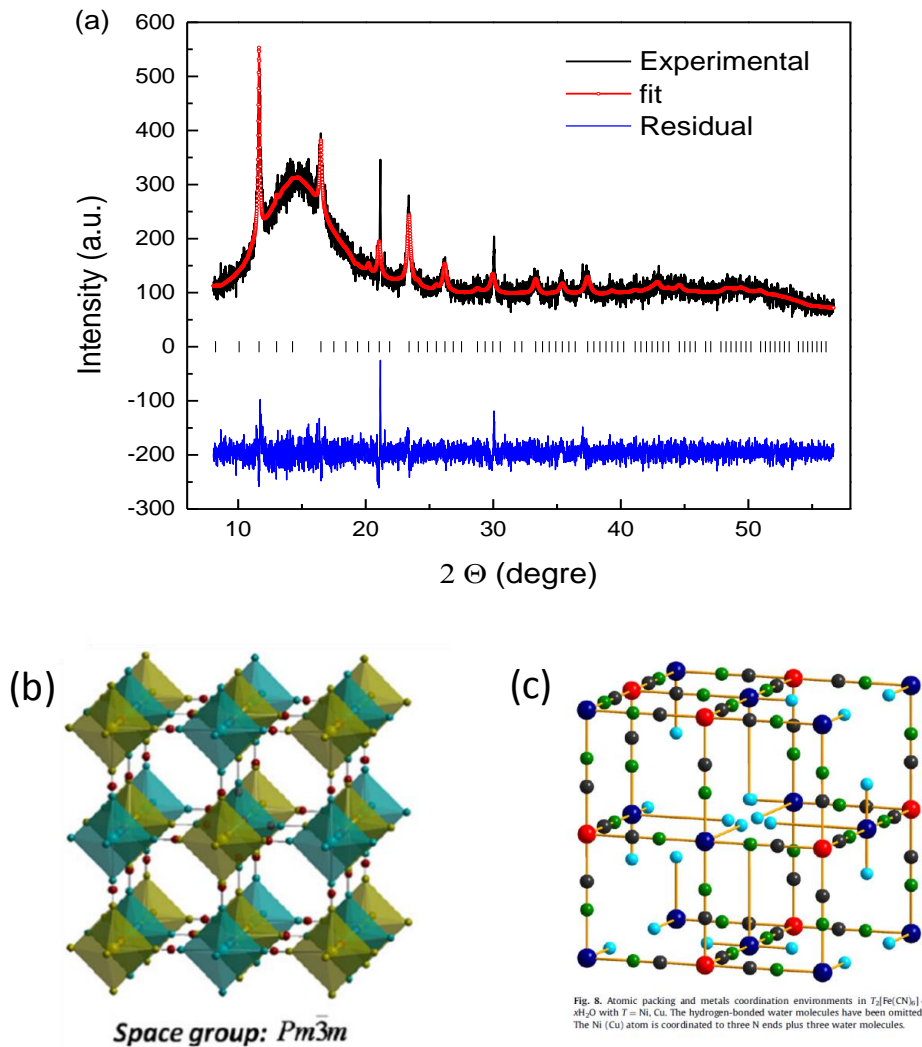 (a)
600
500
400
300
200
100
0
-100
-200
-300
Intensity (a.u.)
Experimental
fit
Residual
10 20 30 40 50
2 Θ (degre)
(b)
(c)
Space group: Pm3̄m
Fig. 8. Atomic packing and metals coordination environments in T₂[Fe(CN)₆]·
xH₂O with T = Ni, Cu. The hydrogen-bonded water molecules have been omitted
The Ni (Cu) atom is coordinated to three N ends plus three water molecules.